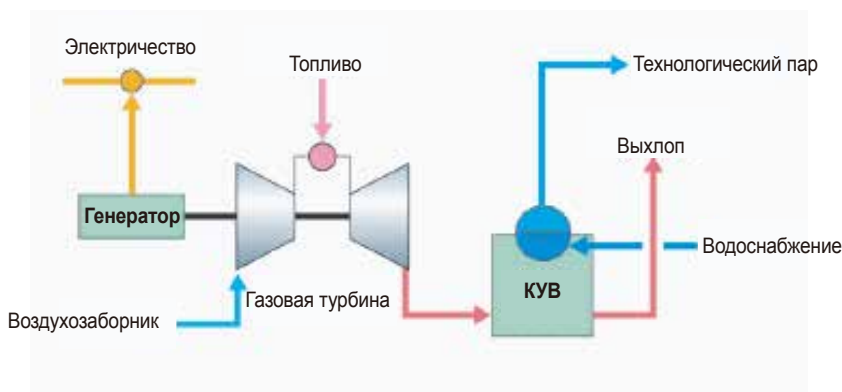 Электричество
Топливо
Технологический пар
Выхлоп
Генератор
Водоснабжение
КУВ
Газовая турбина
Воздухозаборник